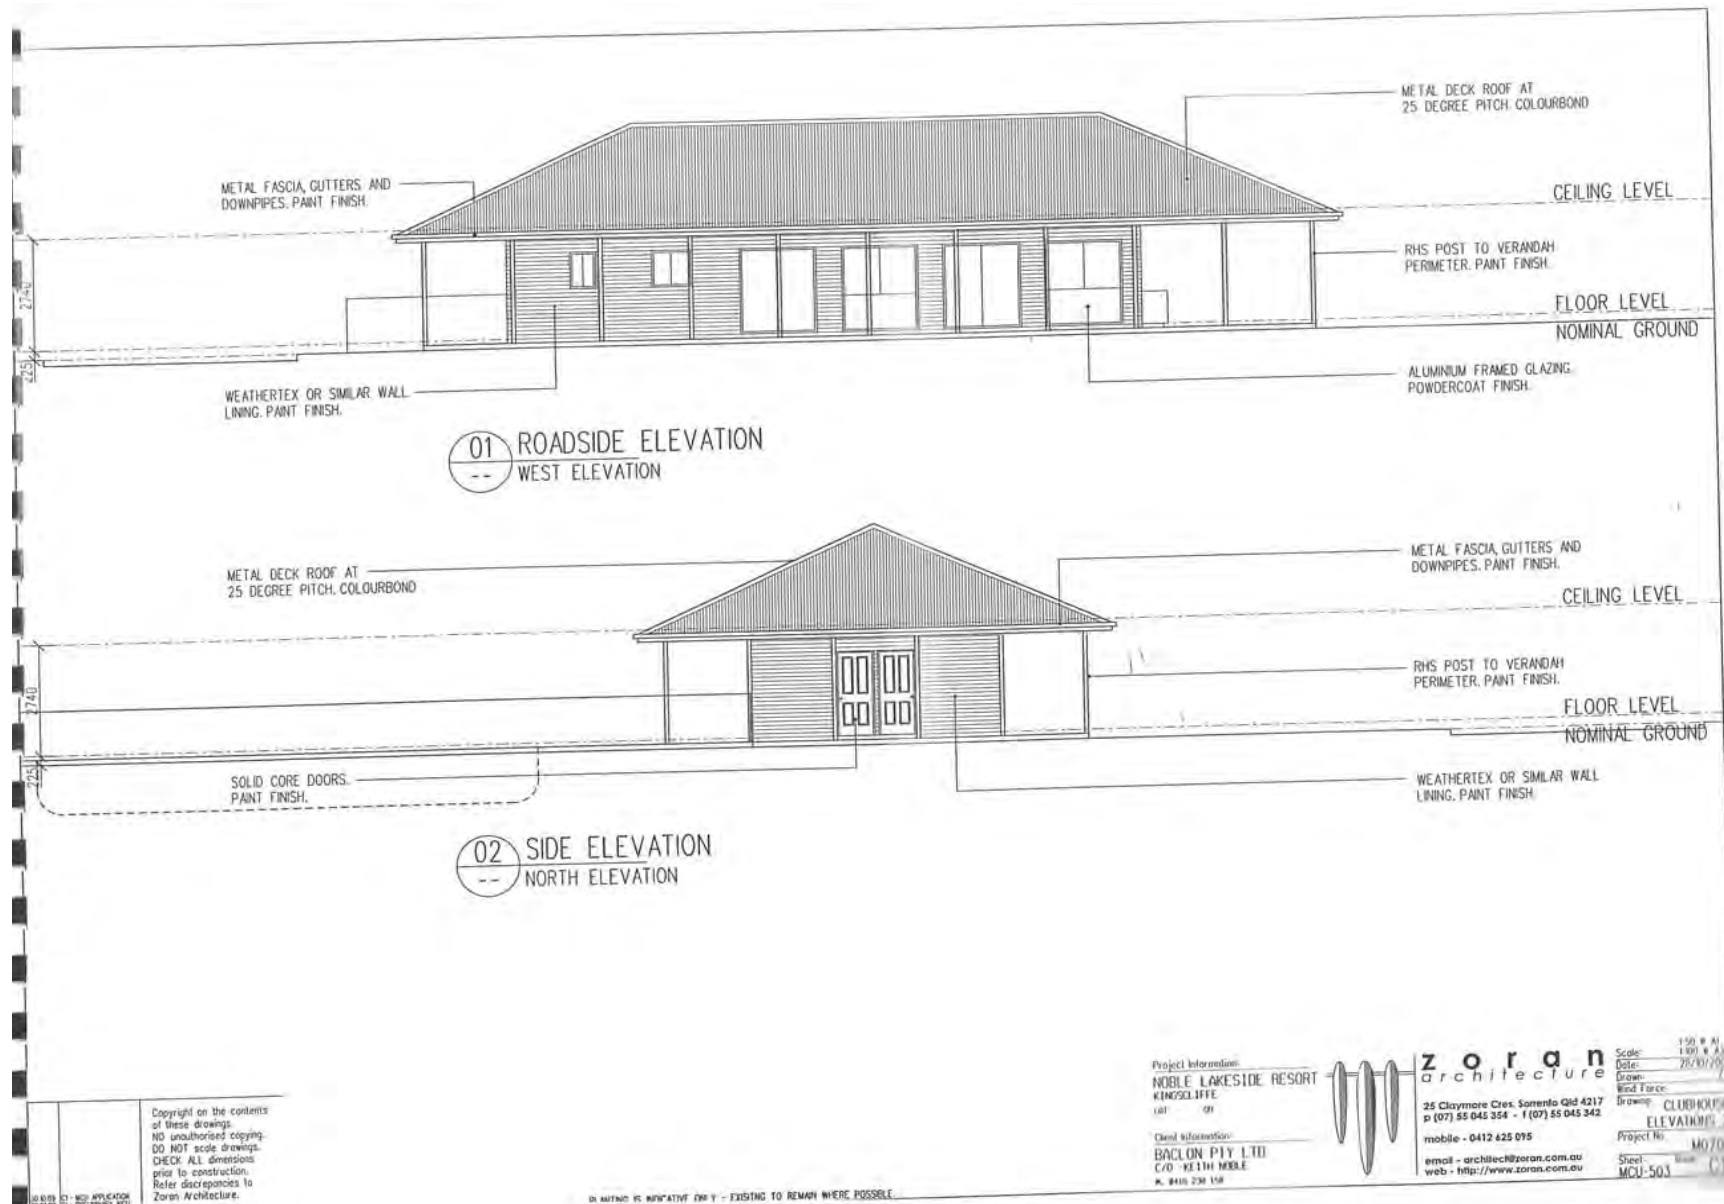 METAL DECK ROOF AT
25 DEGREE PITCH. COLOURBOND
METAL FASCIA, GUTTERS AND
DOWNPIPES. PAINT FINISH.
CEILING LEVEL
RHS POST TO VERANDAH
PERIMETER. PAINT FINISH.
2740
FLOOR LEVEL
NOMINAL GROUND
225
WEATHERTEX OR SIMILAR WALL
LINING. PAINT FINISH.
ALUMINIUM FRAMED GLAZING.
POWDERCOAT FINISH.
01 ROADSIDE ELEVATION
-- WEST ELEVATION
METAL DECK ROOF AT
25 DEGREE PITCH. COLOURBOND
METAL FASCIA, GUTTERS AND
DOWNPIPES. PAINT FINISH.
CEILING LEVEL
RHS POST TO VERANDAH
PERIMETER. PAINT FINISH.
2740
FLOOR LEVEL
NOMINAL GROUND
225
SOLID CORE DOORS.
PAINT FINISH.
WEATHERTEX OR SIMILAR WALL
LINING. PAINT FINISH.
02 SIDE ELEVATION
-- NORTH ELEVATION
Copyright on the contents
of these drawings.
NO unauthorised copying.
DO NOT scale drawings.
CHECK ALL dimensions
prior to construction.
Refer discrepancies to
Zoran Architecture.
PLANTING IS INDICATIVE ONLY - EXISTING TO REMAIN WHERE POSSIBLE
Project Information:
NOBLE LAKESIDE RESORT
KINGSCLIFFE
Client Information:
BACLON PTY LTD
C/O KEITH NOBLE
zoran
architecture
25 Claymore Cres, Sorrento Qld 4217
p (07) 55 045 354 - f (07) 55 045 342
mobile - 0412 625 095
email - architect@zoran.com.au
web - http://www.zoran.com.au
Scale:
Date:
Drawn:
Wind Force:
Drawing: CLUBHOUSE
ELEVATIONS
Project No.
Sheet:
MCU-503